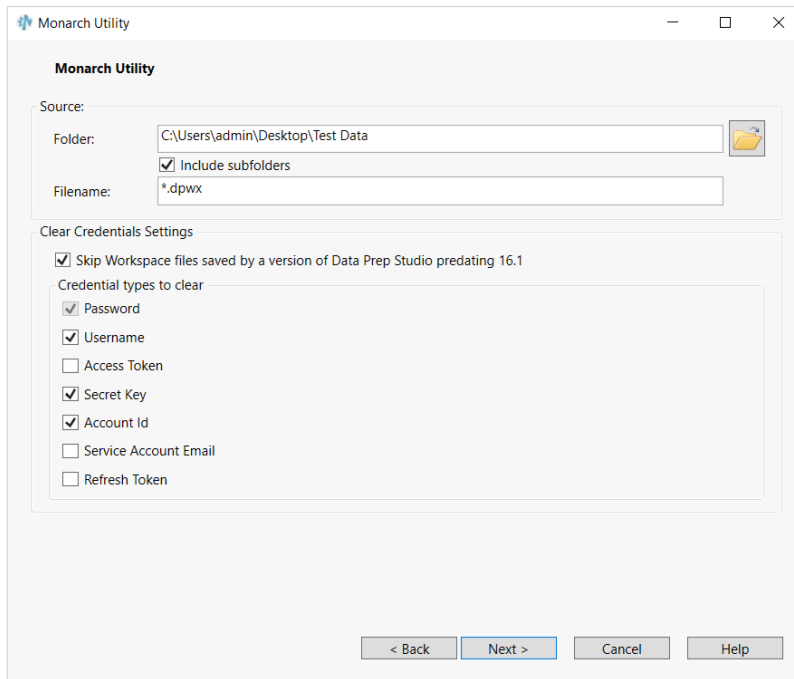 Monarch Utility
Monarch Utility
Source:
Folder: C:\Users\admin\Desktop\Test Data
Include subfolders
Filename: *.dpwx
Clear Credentials Settings
Skip Workspace files saved by a version of Data Prep Studio predating 16.1
Credential types to clear
Password
Username
Access Token
Secret Key
Account Id
Service Account Email
Refresh Token
< Back Next > Cancel Help